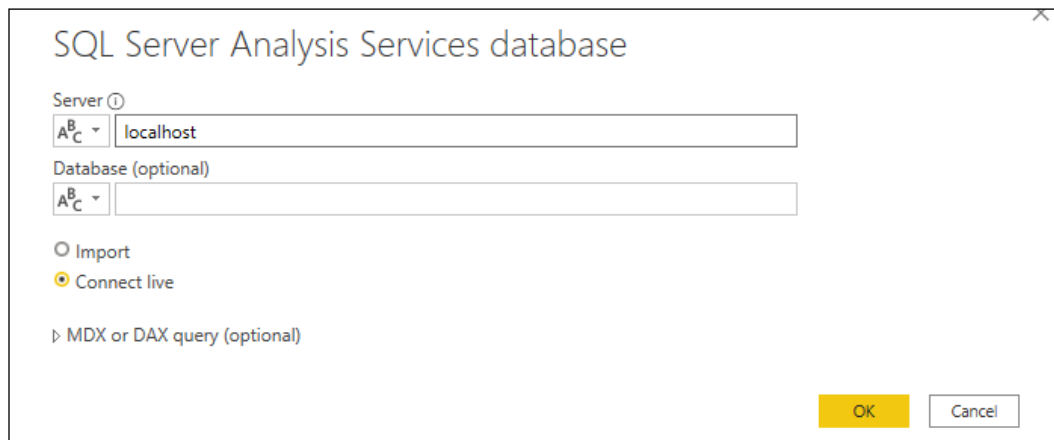 SQL Server Analysis Services database
Server
ABC localhost
Database (optional)
ABC
Import
Connect live
MDX or DAX query (optional)
OK Cancel